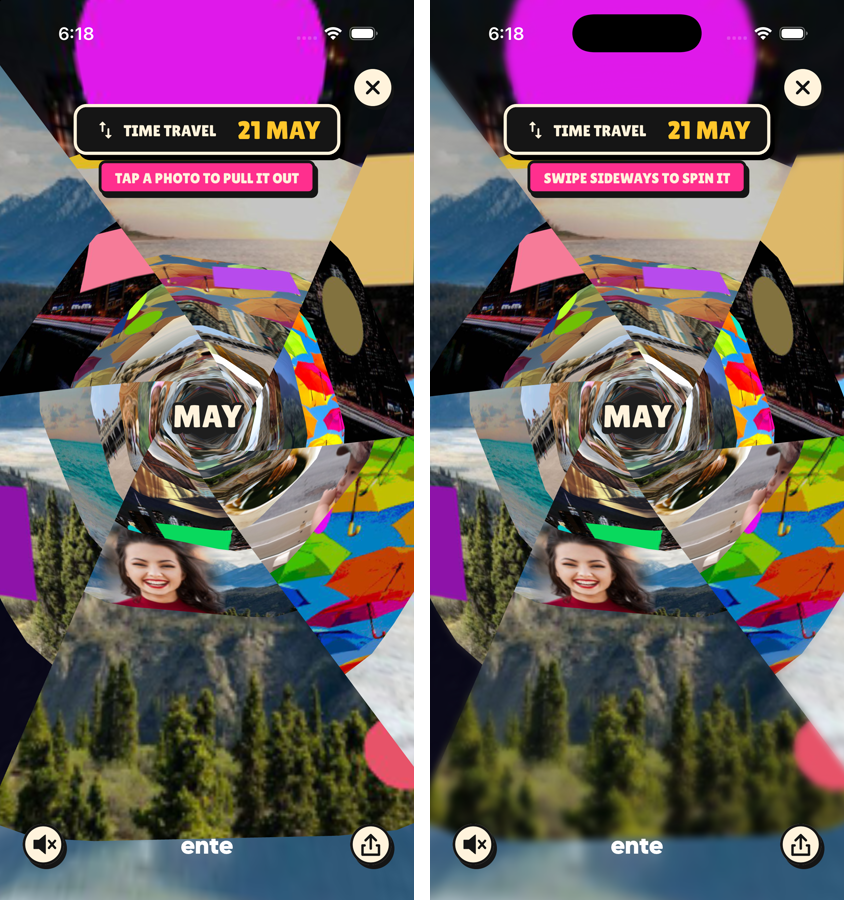 6:18
TIME TRAVEL 21 MAY
TAP A PHOTO TO PULL IT OUT
MAY
ente
6:18
TIME TRAVEL 21 MAY
SWIPE SIDEWAYS TO SPIN IT
MAY
ente